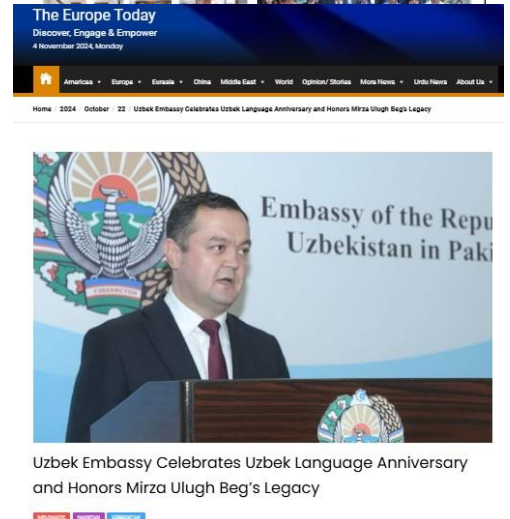 The Europe Today
Discover, Engage & Empower
4 November 2024, Monday
Americas Europe Eurasia China Middle East World Opinion/ Stories More News Urdu News About Us
Home 2024 October 22 Uzbek Embassy Celebrates Uzbek Language Anniversary and Honors Mirza Ulugh Beg's Legacy
Embassy of the Repu
Uzbekistan in Paki
Uzbek Embassy Celebrates Uzbek Language Anniversary
and Honors Mirza Ulugh Beg's Legacy